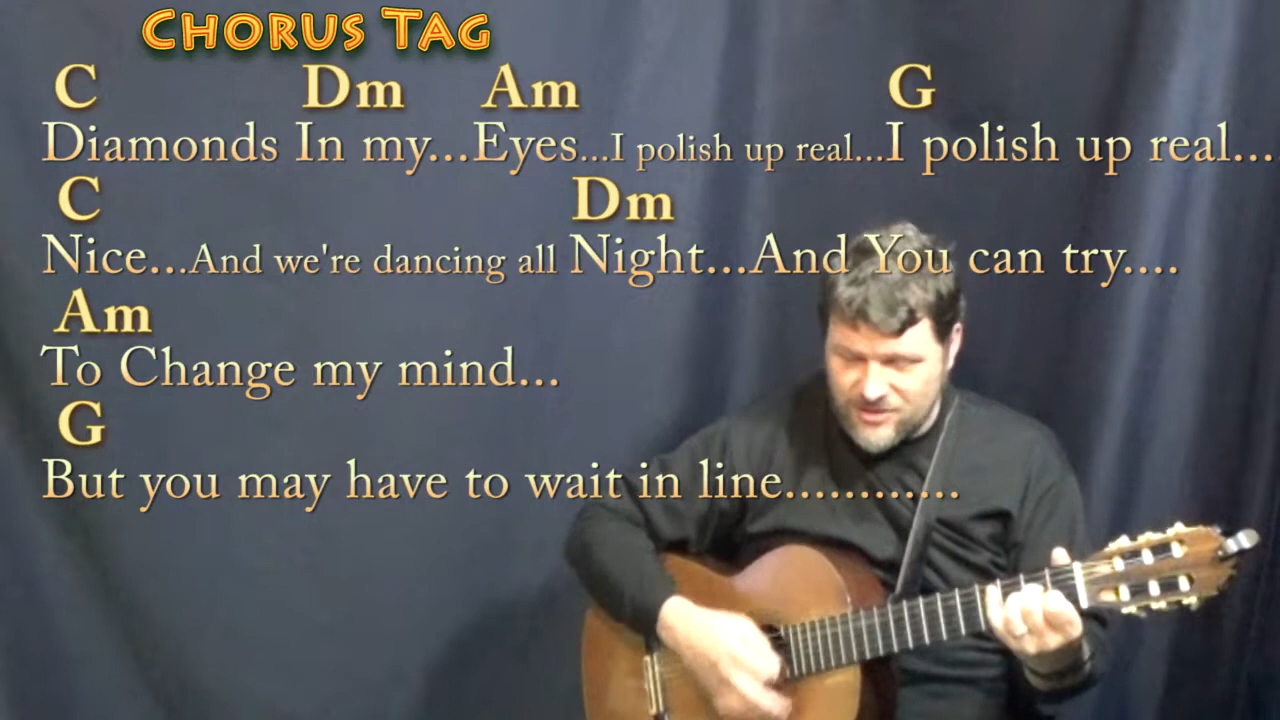 CHORUS TAG
C Dm Am G
Diamonds In my...Eyes...I polish up real...I polish up real...
C Dm
Nice...And we're dancing all Night...And You can try....
Am
To Change my mind...
G
But you may have to wait in line............